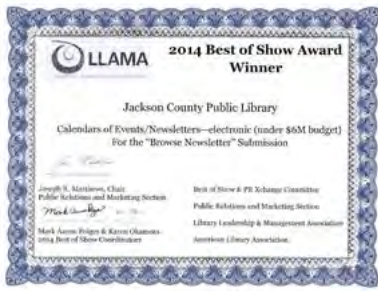 LLAMA
2014 Best of Show Award
Winner
Jackson County Public Library
Calendars of Events/Newsletters—electronic (under $6M budget)
For the "Browse Newsletter" Submission
Joseph R. Matthews, Chair
Public Relations and Marketing Section
Mark Aaron Polger & Karen Okamoto
2014 Best of Show Coordinators
Best of Show & PR Xchange Committee
Public Relations and Marketing Section
Library Leadership & Management Association
American Library Association